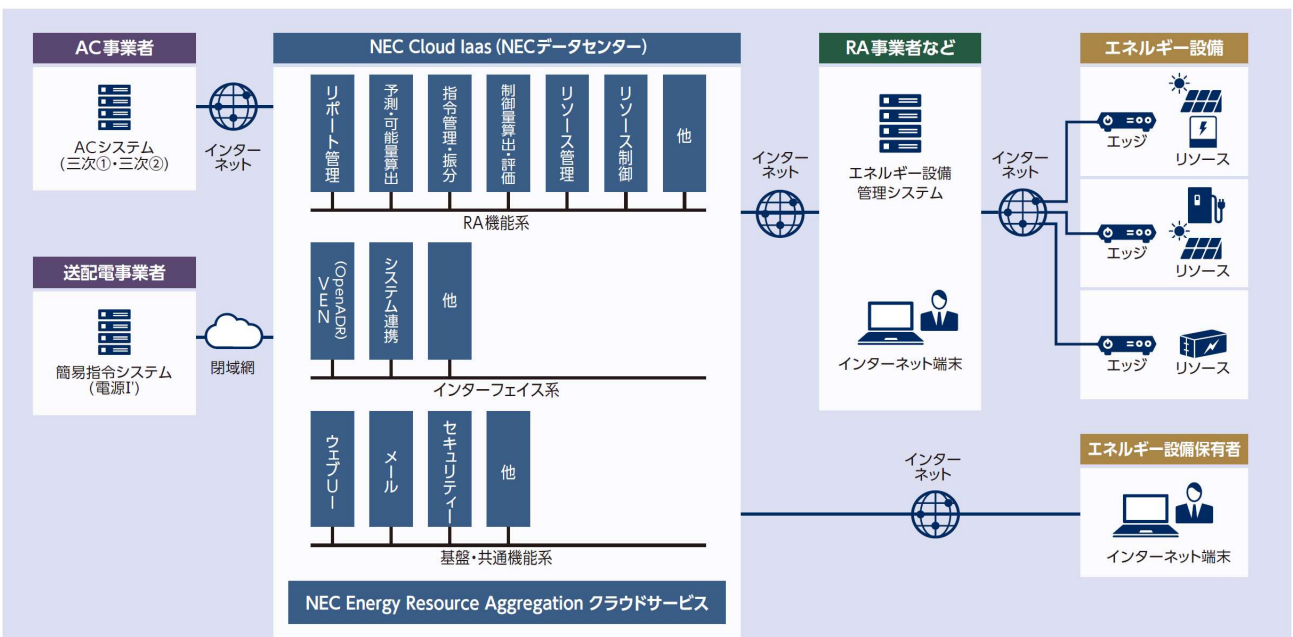 AC事業者
ACシステム
(三次①・三次②)
インター
ネット
送配電事業者
簡易指令システム
(電源I')
閉域網
NEC Cloud Iaas（NECデータセンター）
リポート管理
予測・可能量算出
指令管理・振分
制御量算出・評価
リソース管理
リソース制御
他
RA機能系
(OpenADR)
VEN
システム連携
他
インターフェイス系
ウェブリー
メール
セキュリティー
他
基盤・共通機能系
NEC Energy Resource Aggregation クラウドサービス
インター
ネット
RA事業者など
エネルギー設備
管理システム
インターネット端末
インター
ネット
エネルギー設備
エッジ
リソース
エッジ
リソース
エッジ
リソース
インター
ネット
エネルギー設備保有者
インターネット端末